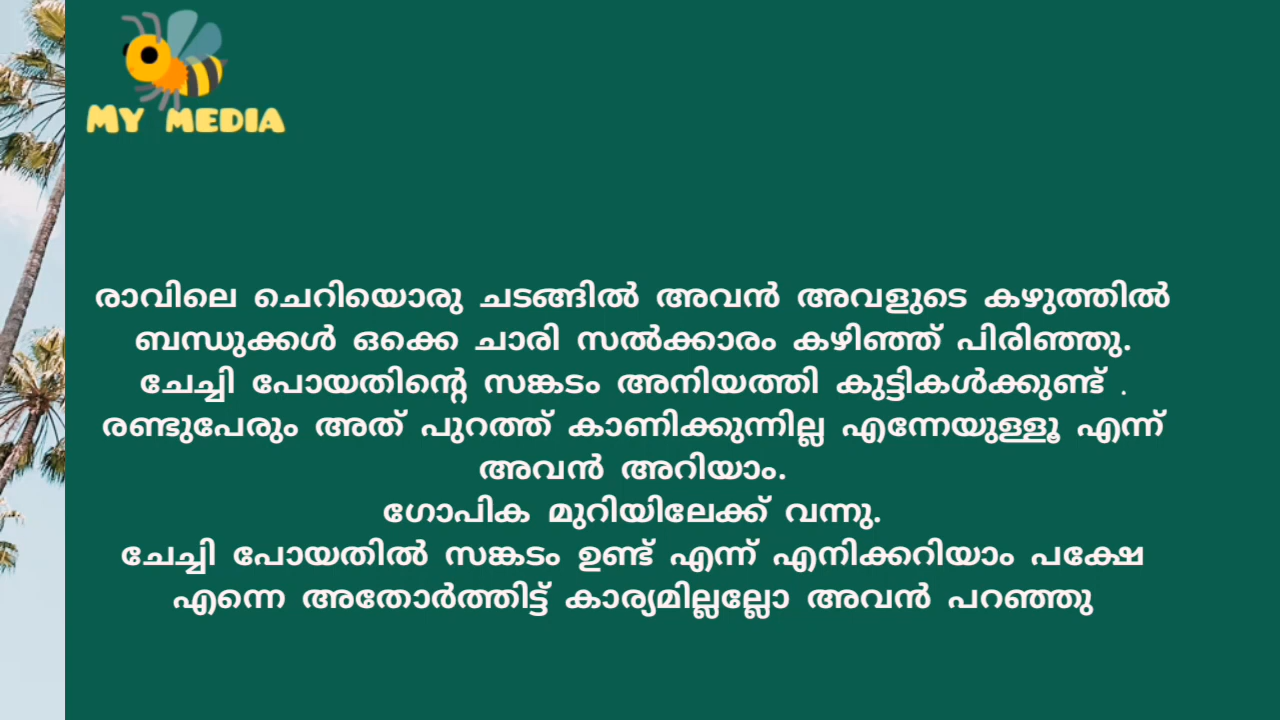 MY MEDIA
രാവിലെ ചെറിയൊരു ചടങ്ങിൽ അവൻ അവളുടെ കഴുത്തിൽ
ബന്ധുക്കൾ ഒക്കെ ചാരി സൽക്കാരം കഴിഞ്ഞ് പിരിഞ്ഞു.
ചേച്ചി പോയതിന്റെ സങ്കടം അനിയത്തി കുട്ടികൾക്കുണ്ട് .
രണ്ടുപേരും അത് പുറത്ത് കാണിക്കുന്നില്ല എന്നേയുള്ളൂ എന്ന്
അവൻ അറിയാം.
ഗോപിക മുറിയിലേക്ക് വന്നു.
ചേച്ചി പോയതിൽ സങ്കടം ഉണ്ട് എന്ന് എനിക്കറിയാം പക്ഷേ
എന്നെ അതോർത്തിട്ട് കാര്യമില്ലല്ലോ അവൻ പറഞ്ഞു